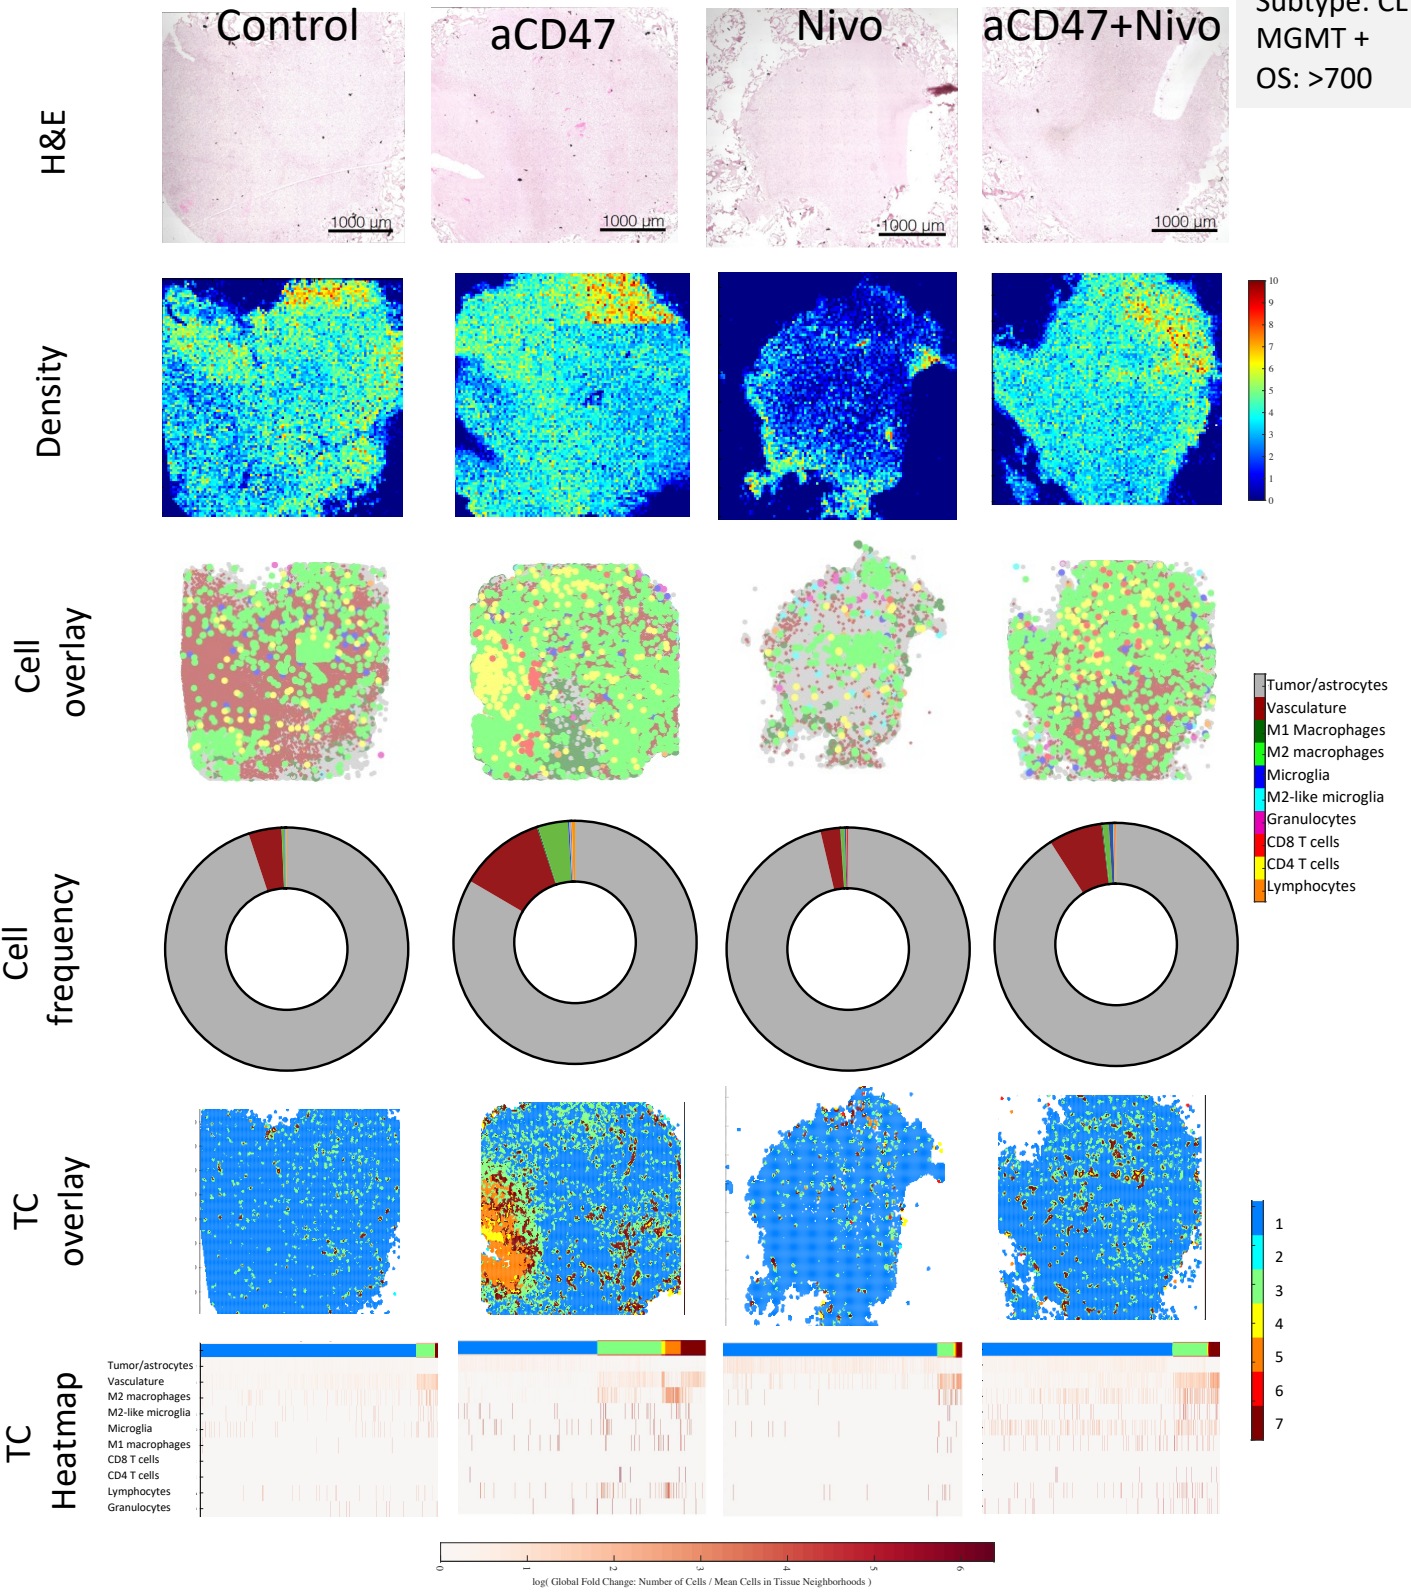 Control
aCD47
Nivo
aCD47+Nivo
Subtype: CL
MGMT +
OS: >700
H&E
1000 µm
1000 µm
1000 µm
1000 µm
Density
10
9
8
7
6
5
4
3
2
1
0
Cell
overlay
Tumor/astrocytes
Vasculature
M1 Macrophages
M2 macrophages
Microglia
M2-like microglia
Granulocytes
CD8 T cells
CD4 T cells
Lymphocytes
Cell
frequency
TC
overlay
1
2
3
4
5
6
7
TC
Heatmap
Tumor/astrocytes
Vasculature
M2 macrophages
M2-like microglia
Microglia
M1 macrophages
CD8 T cells
CD4 T cells
Lymphocytes
Granulocytes
0 1 2 3 4 5 6
log( Global Fold Change: Number of Cells / Mean Cells in Tissue Neighborhoods )